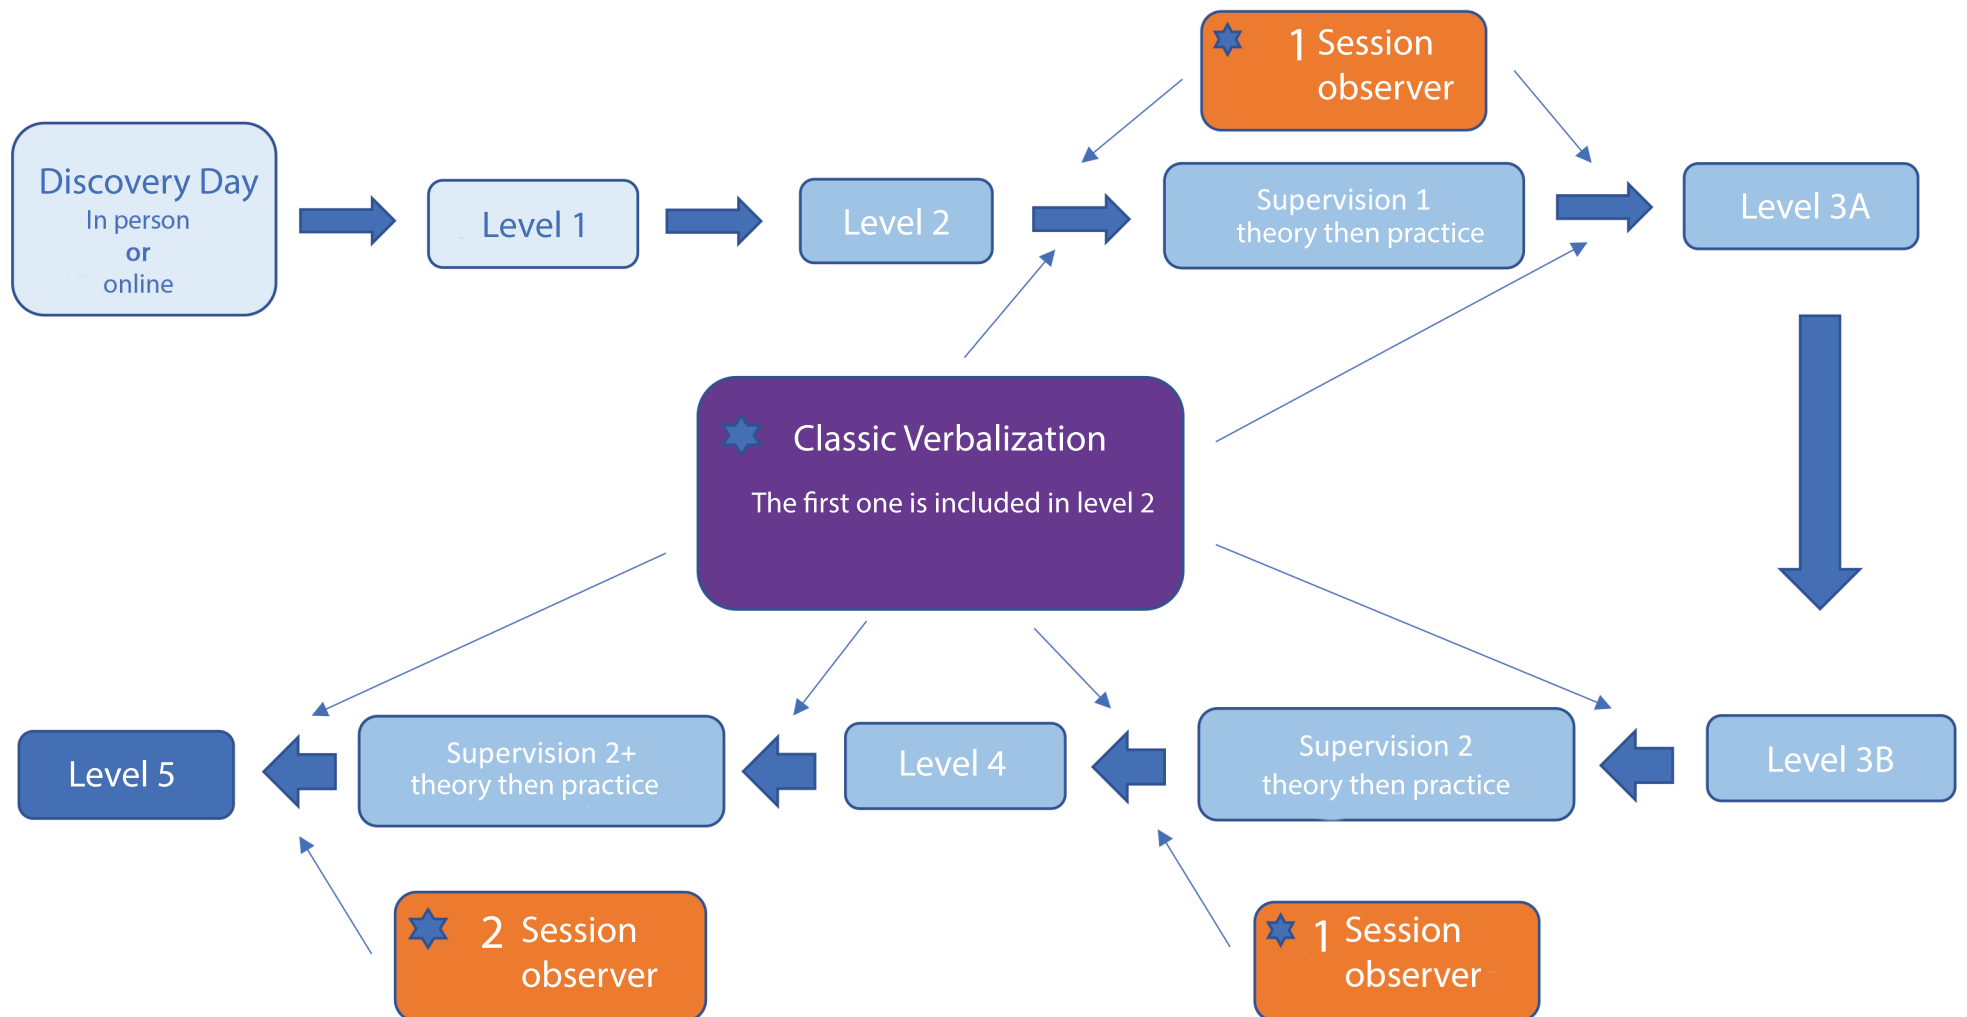 1 Session
observer
Discovery Day
In person
or
online
Level 1
Level 2
Supervision 1
theory then practice
Level 3A
Classic Verbalization
The first one is included in level 2
Level 5
Supervision 2+
theory then practice
Level 4
Supervision 2
theory then practice
Level 3B
2 Session
observer
1 Session
observer